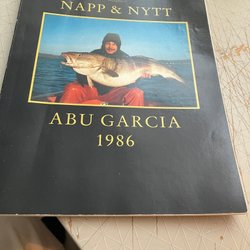 NAPP & NYTT
ABU GARCIA
1986